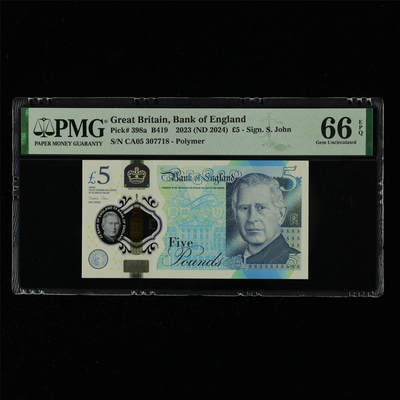 PMG
PAPER MONEY GUARANTY
Great Britain, Bank of England
Pick# 398a B419 2023 (ND 2024) £5 - Sign. S. John
S/N CA05 307718 - Polymer
66 EPQ
Gem Uncirculated
£5
Bank of England
5
Five
Pounds